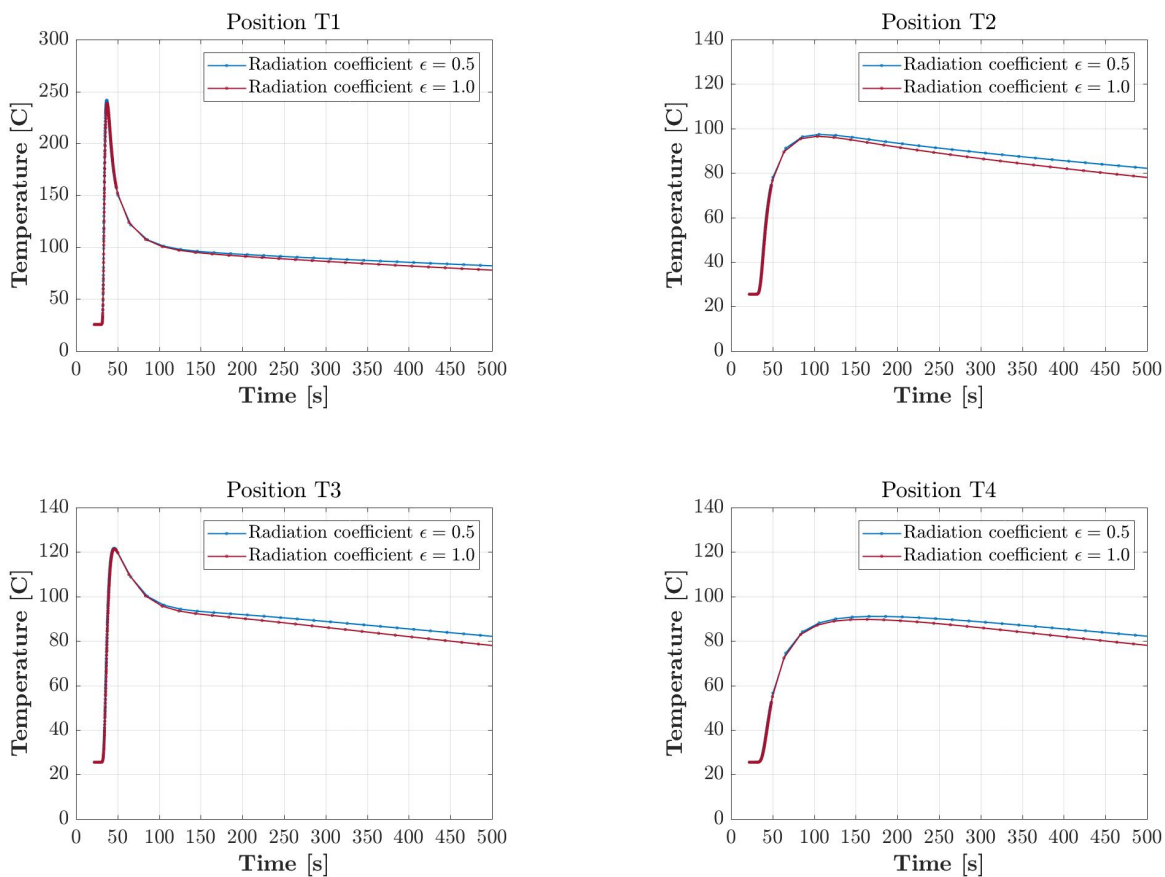 Position T1
300
250
200
150
100
50
0
Temperature [C]
Radiation coefficient ϵ = 0.5
Radiation coefficient ϵ = 1.0
0 50 100 150 200 250 300 350 400 450 500
Time [s]
Position T2
140
120
100
80
60
40
20
0
Temperature [C]
Radiation coefficient ϵ = 0.5
Radiation coefficient ϵ = 1.0
0 50 100 150 200 250 300 350 400 450 500
Time [s]
Position T3
140
120
100
80
60
40
20
0
Temperature [C]
Radiation coefficient ϵ = 0.5
Radiation coefficient ϵ = 1.0
0 50 100 150 200 250 300 350 400 450 500
Time [s]
Position T4
140
120
100
80
60
40
20
0
Temperature [C]
Radiation coefficient ϵ = 0.5
Radiation coefficient ϵ = 1.0
0 50 100 150 200 250 300 350 400 450 500
Time [s]